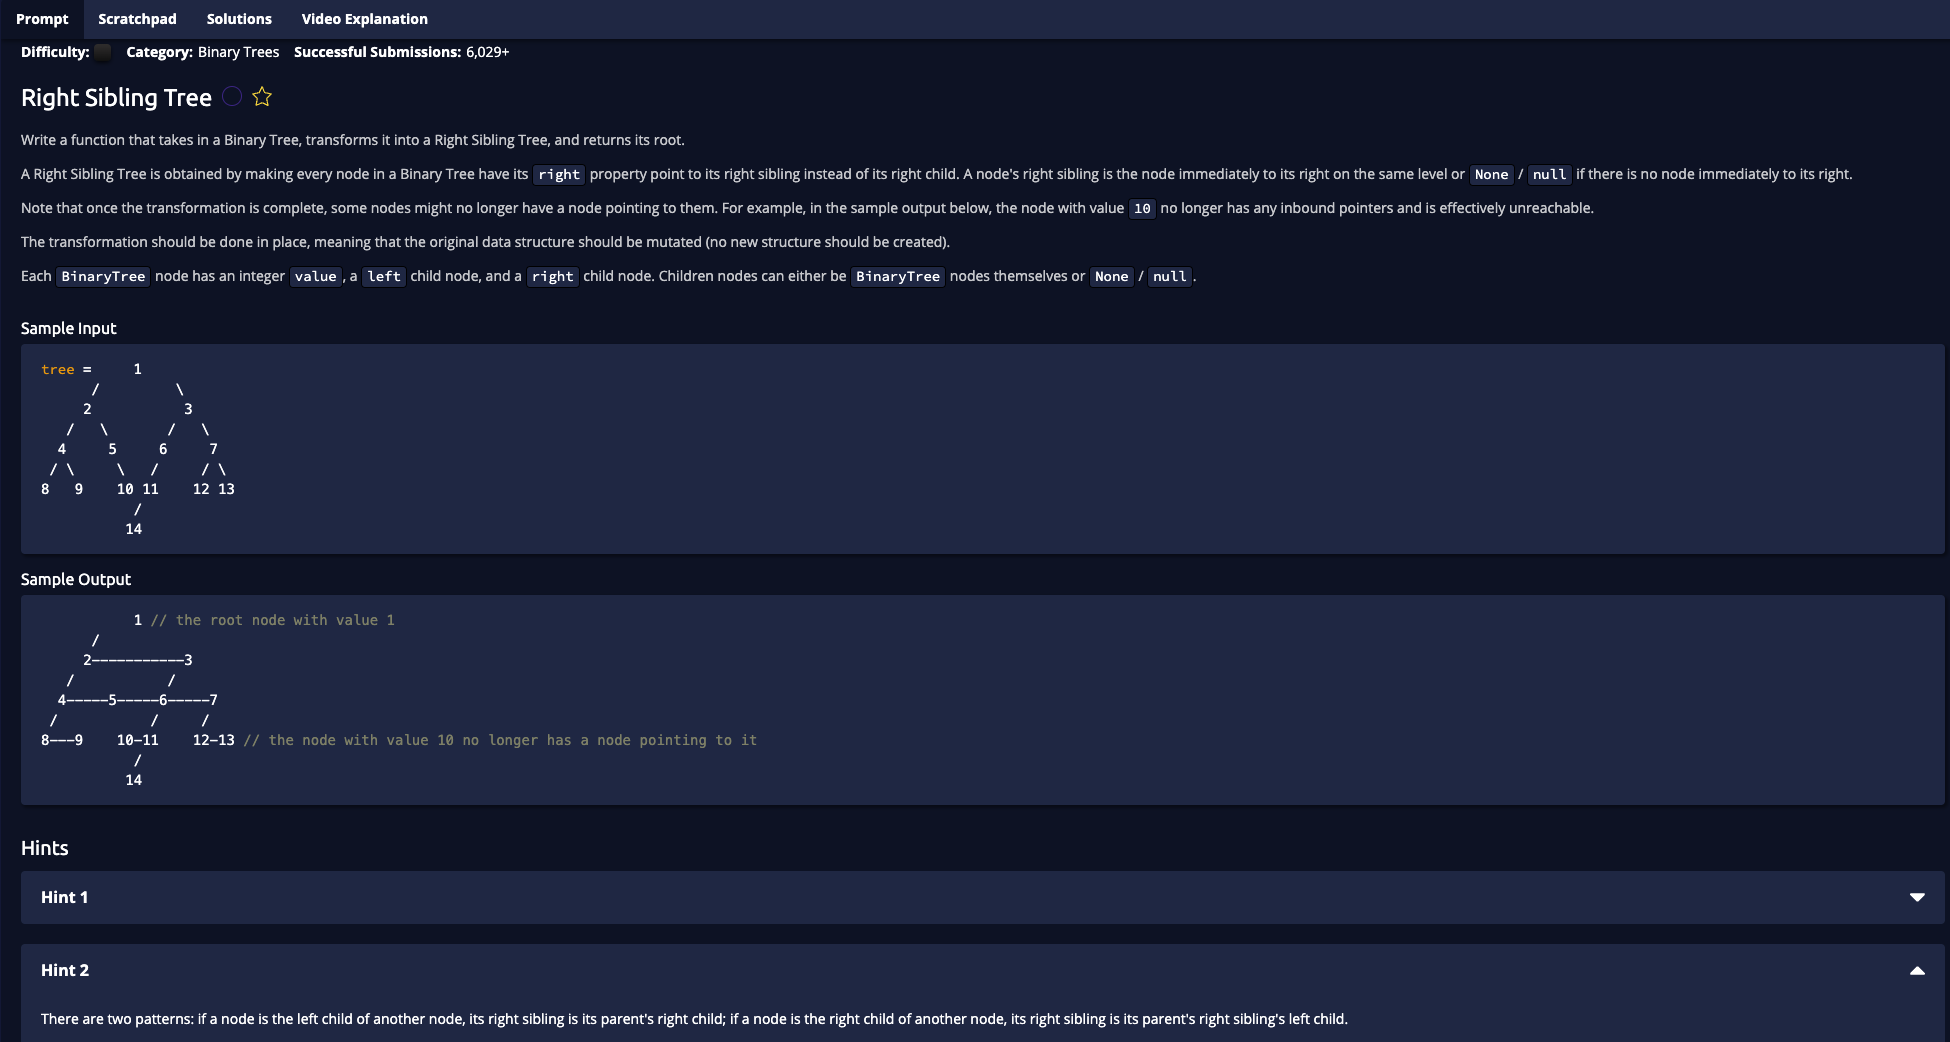 Prompt Scratchpad Solutions Video Explanation
Difficulty: Category: Binary Trees Successful Submissions: 6,029+
Right Sibling Tree
Write a function that takes in a Binary Tree, transforms it into a Right Sibling Tree, and returns its root.
A Right Sibling Tree is obtained by making every node in a Binary Tree have its right property point to its right sibling instead of its right child. A node's right sibling is the node immediately to its right on the same level or None / null if there is no node immediately to its right.
Note that once the transformation is complete, some nodes might no longer have a node pointing to them. For example, in the sample output below, the node with value 10 no longer has any inbound pointers and is effectively unreachable.
The transformation should be done in place, meaning that the original data structure should be mutated (no new structure should be created).
Each BinaryTree node has an integer value, a left child node, and a right child node. Children nodes can either be BinaryTree nodes themselves or None / null.
Sample Input
tree =     1
      /         \
     2           3
   /   \       /   \
  4     5     6     7
 / \     \   /     / \
8   9    10 11    12 13
           /
          14
Sample Output
           1 // the root node with value 1
      /
     2-----------3
   /           /
  4-----5-----6-----7
 /           /     /
8---9    10-11    12-13 // the node with value 10 no longer has a node pointing to it
           /
          14
Hints
Hint 1
Hint 2
There are two patterns: if a node is the left child of another node, its right sibling is its parent's right child; if a node is the right child of another node, its right sibling is its parent's right sibling's left child.